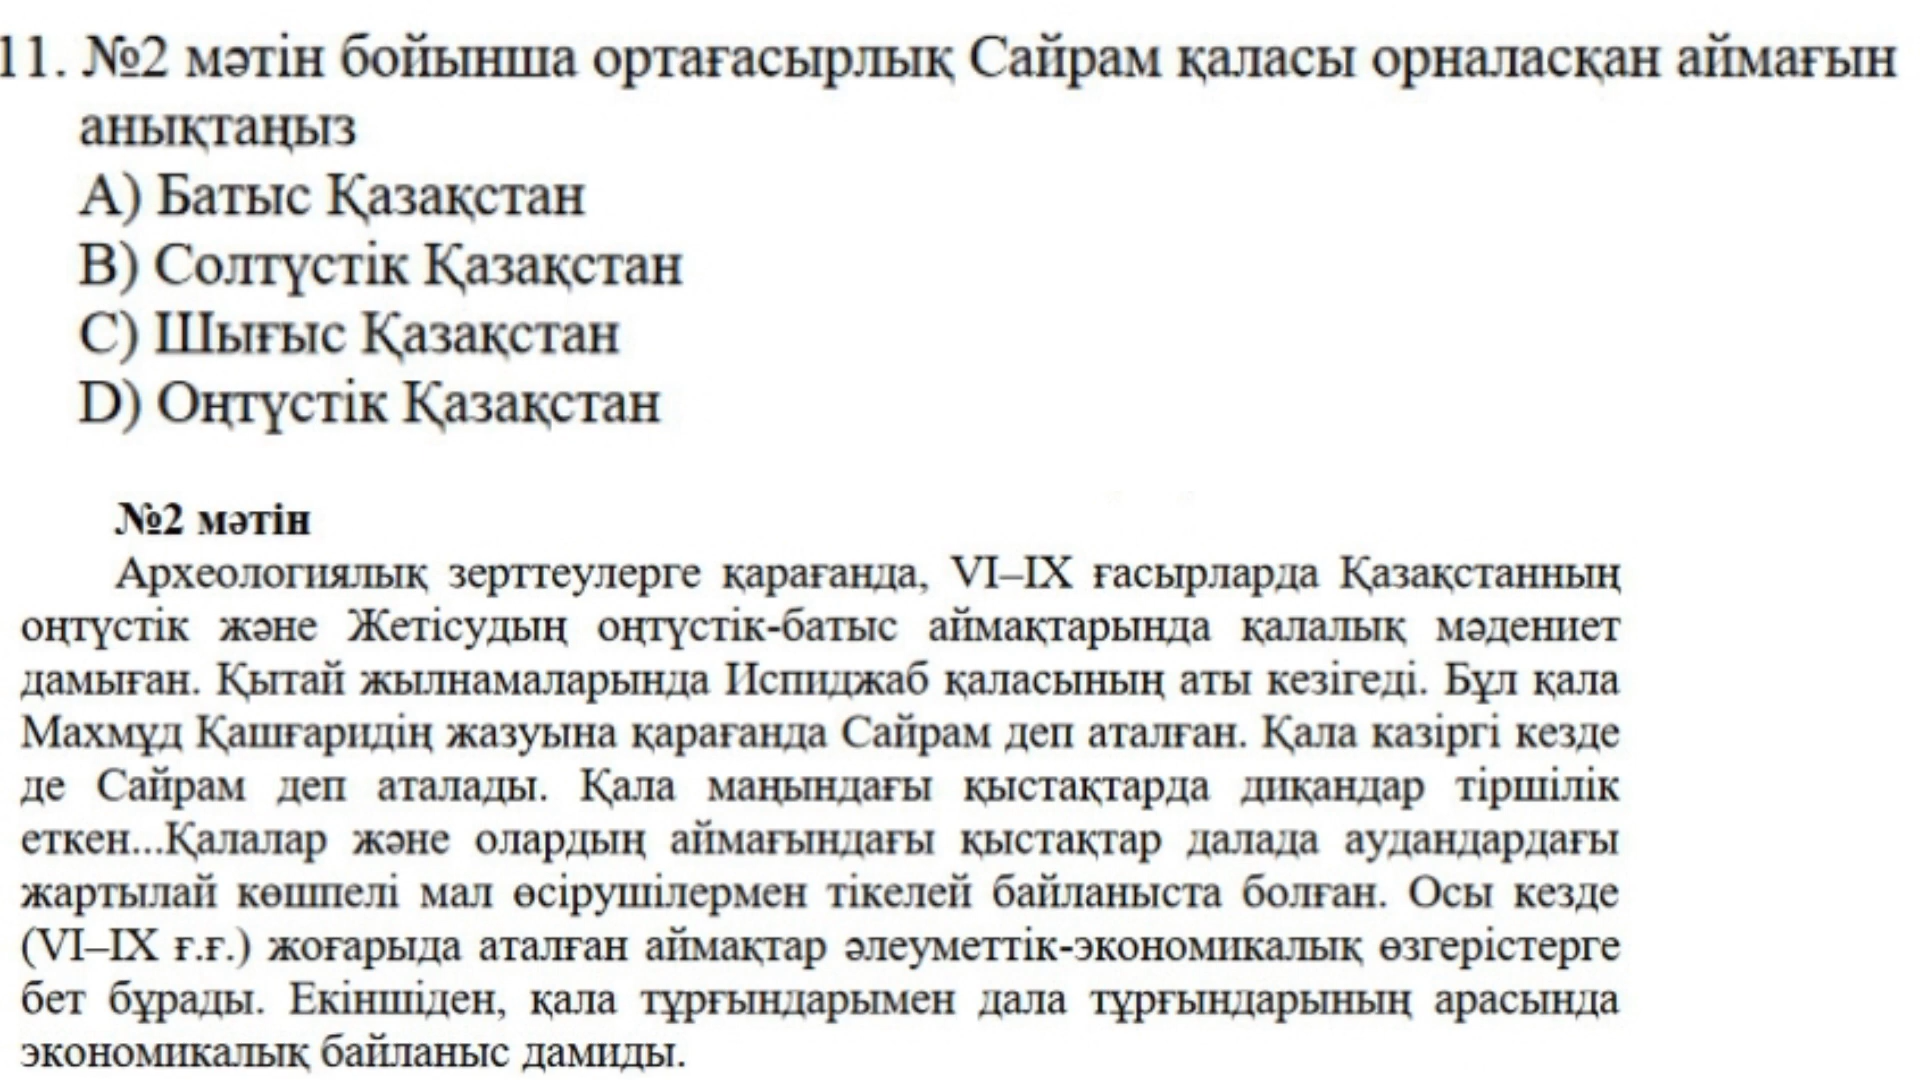 11. №2 мәтін бойынша ортағасырлық Сайрам қаласы орналасқан аймағын
анықтаңыз
A) Батыс Қазақстан
B) Солтүстік Қазақстан
C) Шығыс Қазақстан
D) Оңтүстік Қазақстан
№2 мәтін
Археологиялық зерттеулерге қарағанда, VI–IX ғасырларда Қазақстанның
оңтүстік және Жетісудың оңтүстік-батыс аймақтарында қалалық мәдениет
дамыған. Қытай жылнамаларында Испиджаб қаласының аты кезігеді. Бұл қала
Махмұд Қашғаридің жазуына қарағанда Сайрам деп аталған. Қала казіргі кезде
де Сайрам деп аталады. Қала маңындағы қыстақтарда диқандар тіршілік
еткен...Қалалар және олардың аймағындағы қыстақтар далада аудандардағы
жартылай көшпелі мал өсірушілермен тікелей байланыста болған. Осы кезде
(VI–IX ғ.ғ.) жоғарыда аталған аймақтар әлеуметтік-экономикалық өзгерістерге
бет бұрады. Екіншіден, қала тұрғындарымен дала тұрғындарының арасында
экономикалық байланыс дамиды.